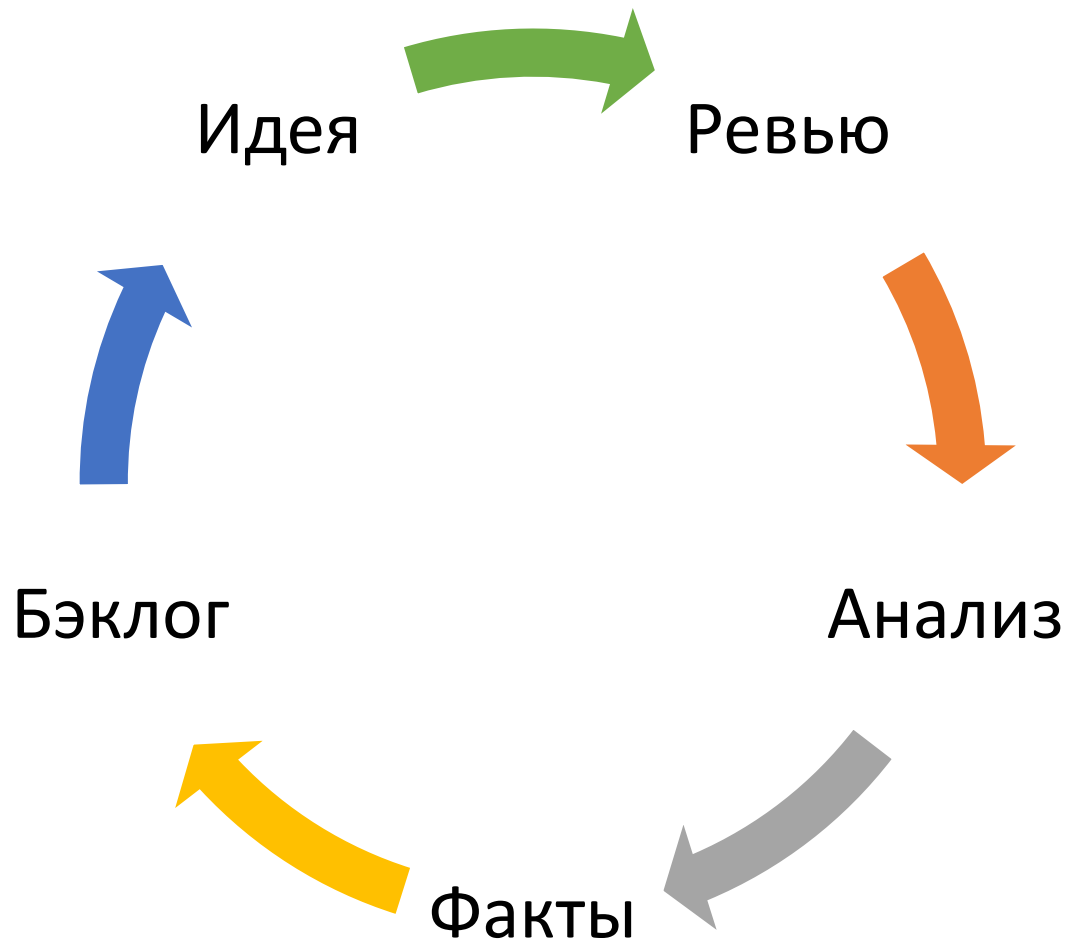 Идея
Ревью
Анализ
Факты
Бэклог